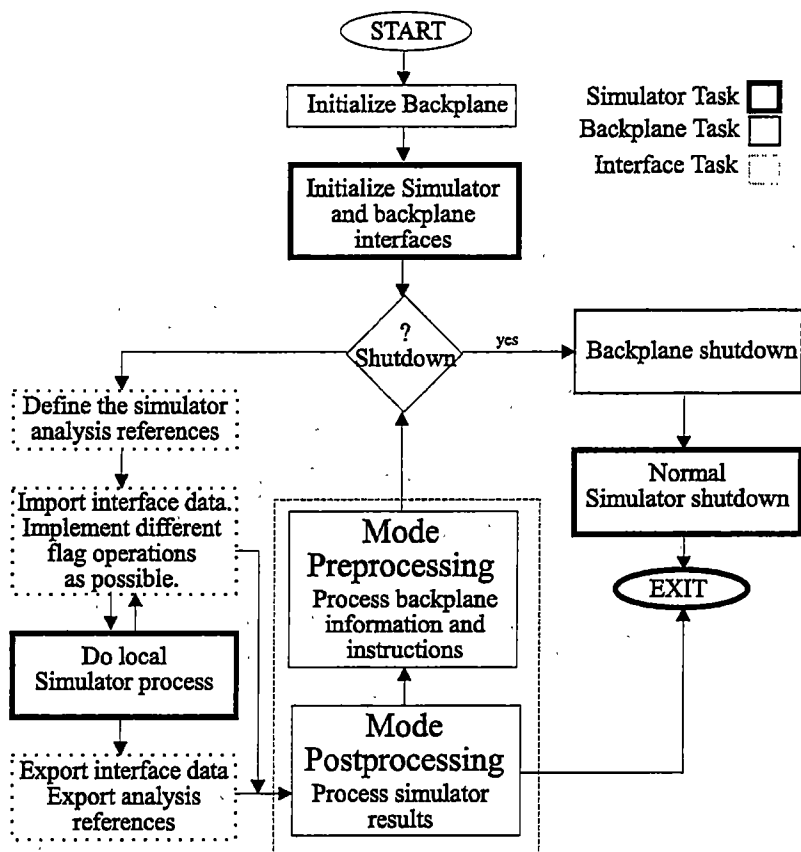 START
Initialize Backplane
Simulator Task
Backplane Task
Interface Task
Initialize Simulator
and backplane
interfaces
?
Shutdown
yes
Backplane shutdown
Define the simulator
analysis references
Normal
Simulator shutdown
Import interface data.
Implement different
flag operations
as possible.
Mode
Preprocessing
Process backplane
information and
instructions
EXIT
Do local
Simulator process
Mode
Postprocessing
Process simulator
results
Export interface data
Export analysis
references